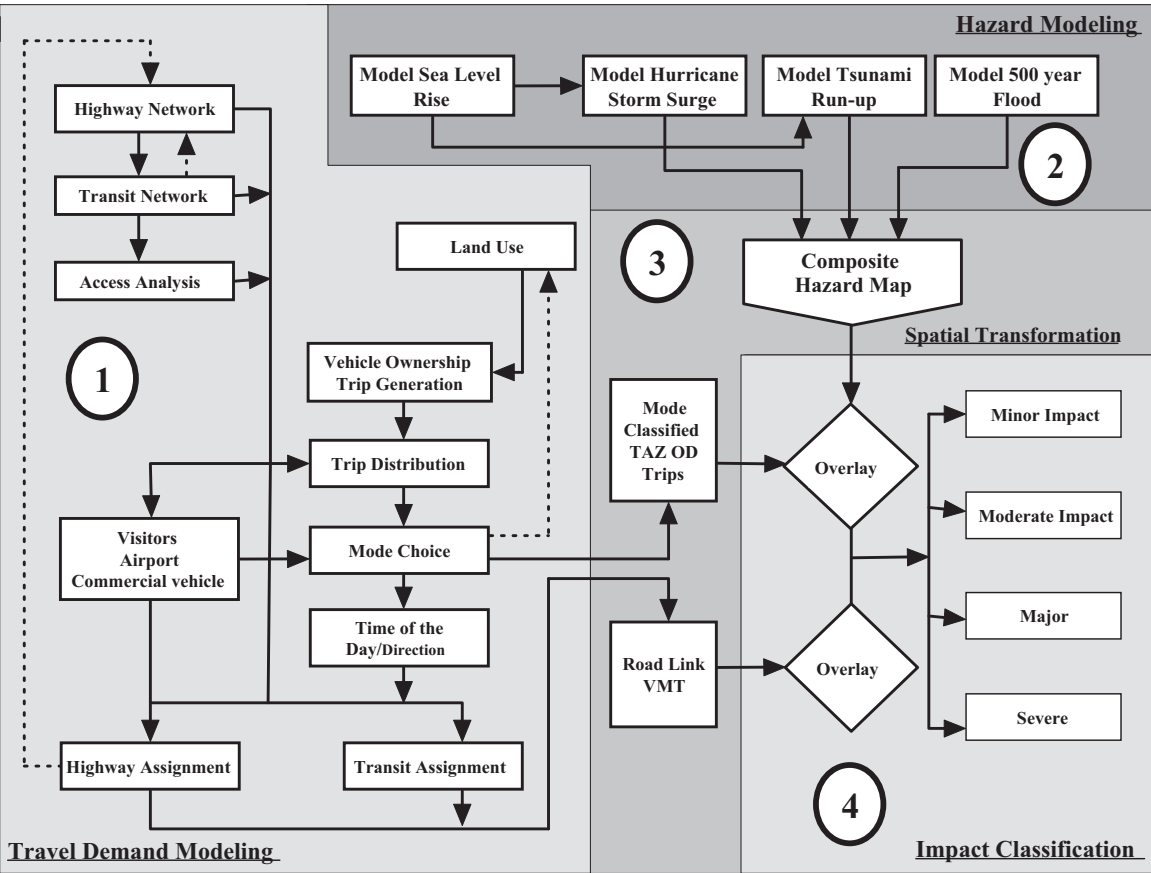 Hazard Modeling
Model Sea Level
Rise
Model Hurricane
Storm Surge
Model Tsunami
Run-up
Model 500 year
Flood
2
Highway Network
Transit Network
Access Analysis
1
Land Use
Vehicle Ownership
Trip Generation
Trip Distribution
Visitors
Airport
Commercial vehicle
Mode Choice
Time of the
Day/Direction
Highway Assignment
Transit Assignment
Travel Demand Modeling
3
Composite
Hazard Map
Spatial Transformation
Mode
Classified
TAZ OD
Trips
Road Link
VMT
Overlay
Overlay
Minor Impact
Moderate Impact
Major
Severe
4
Impact Classification